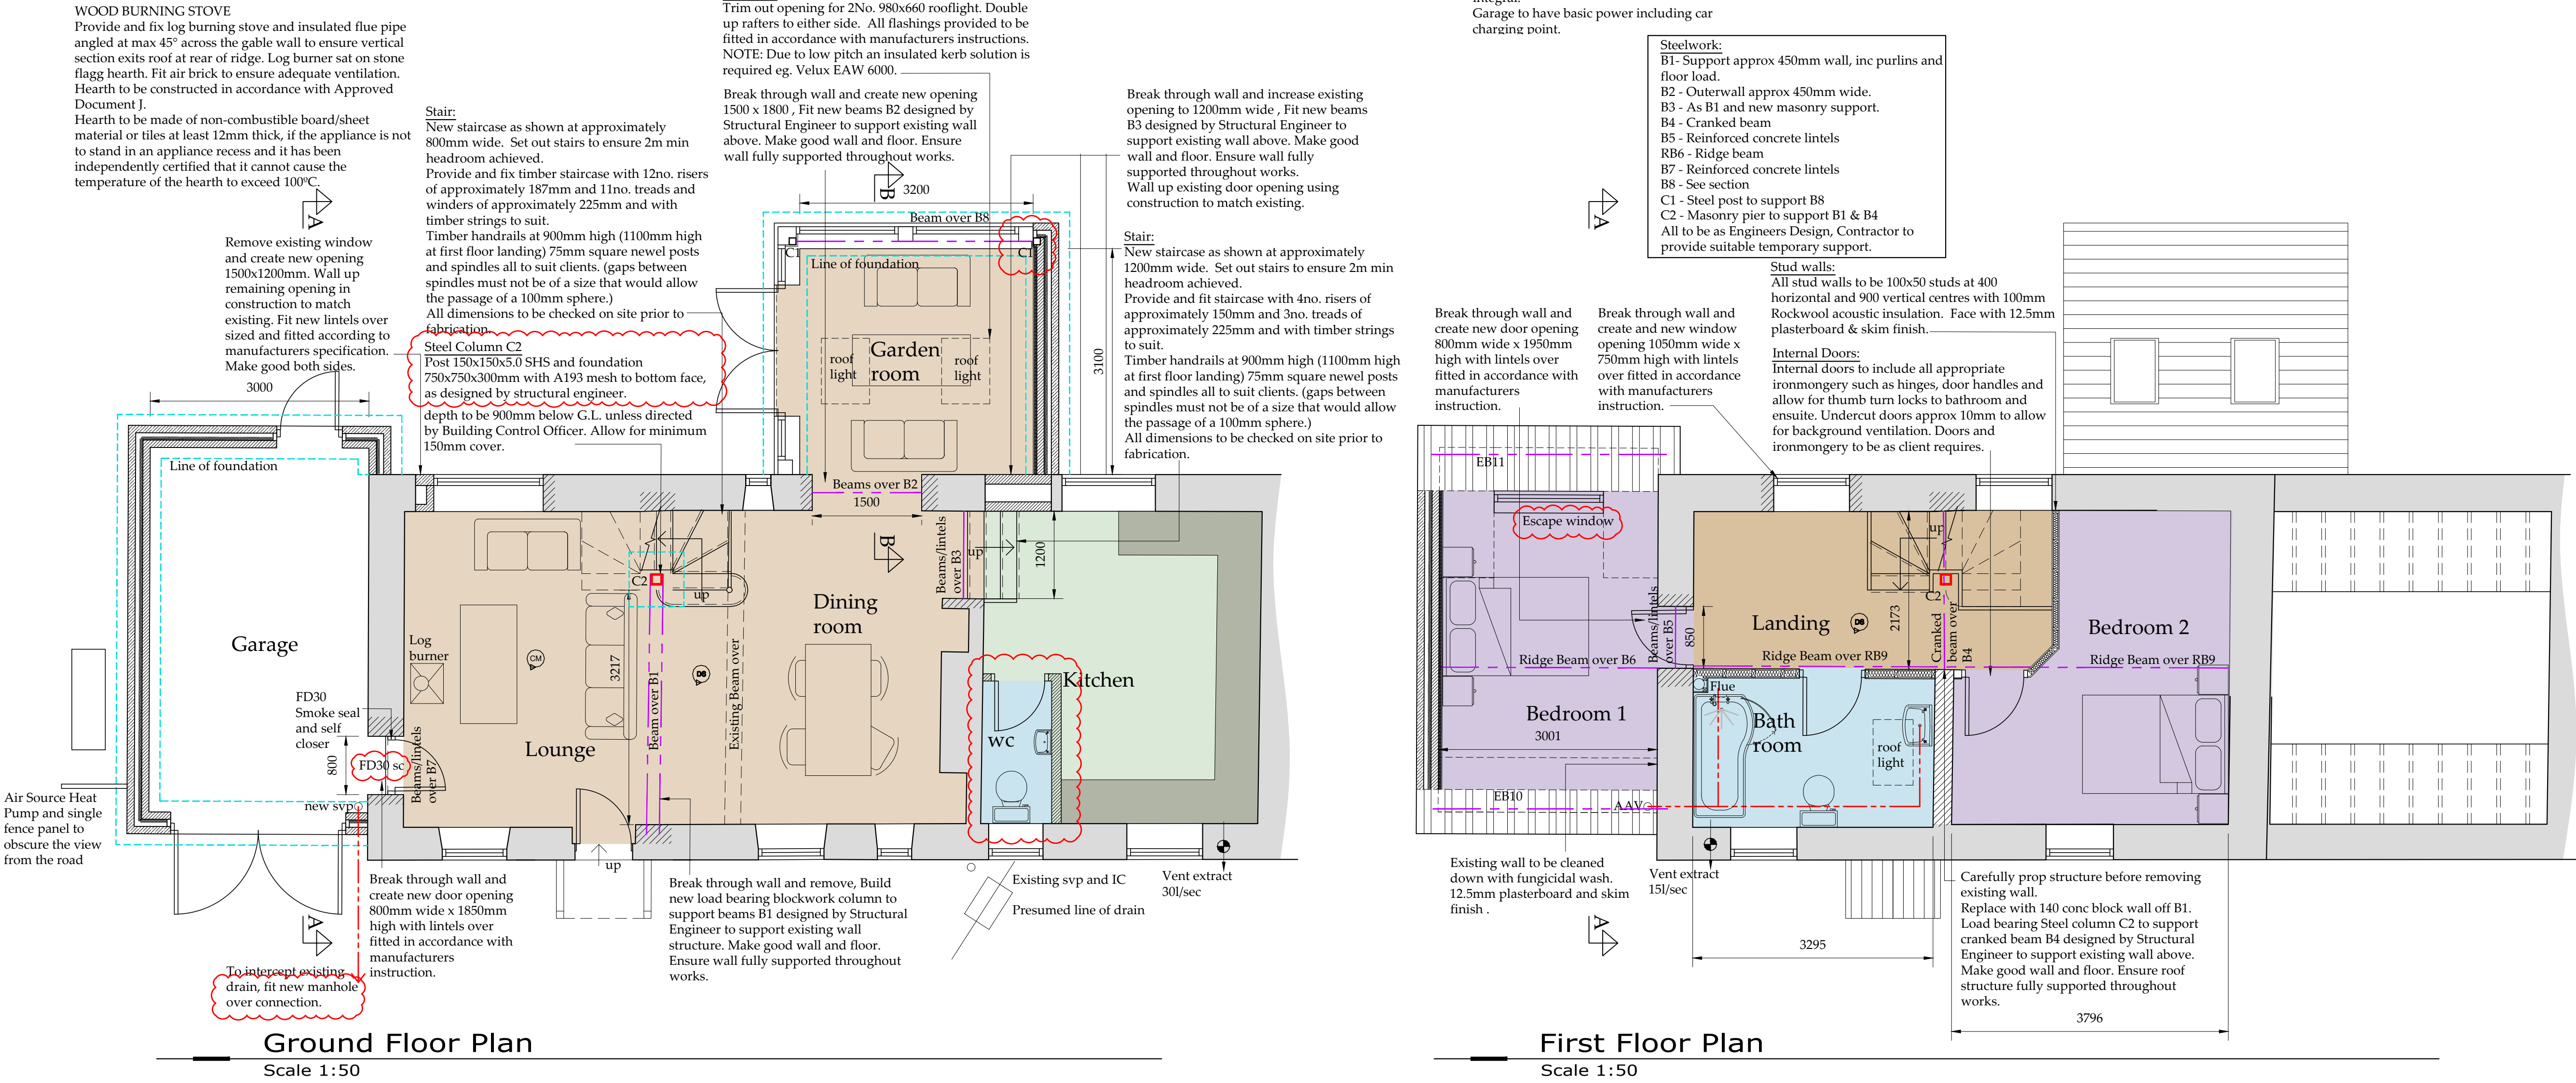 WOOD BURNING STOVE
Provide and fix log burning stove and insulated flue pipe
angled at max 45° across the gable wall to ensure vertical
section exits roof at rear of ridge. Log burner sat on stone
flagg hearth. Fit air brick to ensure adequate ventilation.
Hearth to be constructed in accordance with Approved
Document J.
Hearth to be made of non-combustible board/sheet
material or tiles at least 12mm thick, if the appliance is not
to stand in an appliance recess and it has been
independently certified that it cannot cause the
temperature of the hearth to exceed 100ºC.
A
Remove existing window
and create new opening
1500x1200mm. Wall up
remaining opening in
construction to match
existing. Fit new lintels over
sized and fitted according to
manufacturers specification.
Make good both sides.
3000
Stair:
New staircase as shown at approximately
800mm wide. Set out stairs to ensure 2m min
headroom achieved.
Provide and fix timber staircase with 12no. risers
of approximately 187mm and 11no. treads and
winders of approximately 225mm and with
timber strings to suit.
Timber handrails at 900mm high (1100mm high
at first floor landing) 75mm square newel posts
and spindles all to suit clients. (gaps between
spindles must not be of a size that would allow
the passage of a 100mm sphere.)
All dimensions to be checked on site prior to
fabrication.
Steel Column C2
Post 150x150x5.0 SHS and foundation
750x750x300mm with A193 mesh to bottom face,
as designed by structural engineer.
depth to be 900mm below G.L. unless directed
by Building Control Officer. Allow for minimum
150mm cover.
Trim out opening for 2No. 980x660 rooflight. Double
up rafters to either side. All flashings provided to be
fitted in accordance with manufacturers instructions.
NOTE: Due to low pitch an insulated kerb solution is
required eg. Velux EAW 6000.
Break through wall and create new opening
1500 x 1800 , Fit new beams B2 designed by
Structural Engineer to support existing wall
above. Make good wall and floor. Ensure
wall fully supported throughout works.
B
3200
Beam over B8
C1
C1
Line of foundation
roof
light
Garden
room
roof
light
3100
Break through wall and increase existing
opening to 1200mm wide , Fit new beams
B3 designed by Structural Engineer to
support existing wall above. Make good
wall and floor. Ensure wall fully
supported throughout works.
Wall up existing door opening using
construction to match existing.
Stair:
New staircase as shown at approximately
1200mm wide. Set out stairs to ensure 2m min
headroom achieved.
Provide and fit staircase with 4no. risers of
approximately 150mm and 3no. treads of
approximately 225mm and with timber strings
to suit.
Timber handrails at 900mm high (1100mm high
at first floor landing) 75mm square newel posts
and spindles all to suit clients. (gaps between
spindles must not be of a size that would allow
the passage of a 100mm sphere.)
All dimensions to be checked on site prior to
fabrication.
Line of foundation
Garage
FD30
Smoke seal
and self
closer
800
FD30 sc
Beams/lintels
over B7
new svp
Air Source Heat
Pump and single
fence panel to
obscure the view
from the road
Log
burner
CM
Lounge
3217
Beam over B1
C2
up
DS
Existing Beam over
Beams over B2
1500
B
Dining
room
Beams/lintels
over B3
up
1200
Kitchen
wc
up
A
To intercept existing
drain, fit new manhole
over connection.
Break through wall and
create new door opening
800mm wide x 1850mm
high with lintels over
fitted in accordance with
manufacturers
instruction.
Break through wall and remove, Build
new load bearing blockwork column to
support beams B1 designed by Structural
Engineer to support existing wall
structure. Make good wall and floor.
Ensure wall fully supported throughout
works.
Existing svp and IC
Presumed line of drain
Vent extract
30l/sec
Ground Floor Plan
Scale 1:50
Garage to have basic power including car
charging point.
Steelwork:
B1- Support approx 450mm wall, inc purlins and
floor load.
B2 - Outerwall approx 450mm wide.
B3 - As B1 and new masonry support.
B4 - Cranked beam
B5 - Reinforced concrete lintels
RB6 - Ridge beam
B7 - Reinforced concrete lintels
B8 - See section
C1 - Steel post to support B8
C2 - Masonry pier to support B1 & B4
All to be as Engineers Design, Contractor to
provide suitable temporary support.
A
Stud walls:
All stud walls to be 100x50 studs at 400
horizontal and 900 vertical centres with 100mm
Rockwool acoustic insulation. Face with 12.5mm
plasterboard & skim finish.
Internal Doors:
Internal doors to include all appropriate
ironmongery such as hinges, door handles and
allow for thumb turn locks to bathroom and
ensuite. Undercut doors approx 10mm to allow
for background ventilation. Doors and
ironmongery to be as client requires.
Break through wall and
create new door opening
800mm wide x 1950mm
high with lintels over
fitted in accordance with
manufacturers
instruction.
Break through wall and
create and new window
opening 1050mm wide x
750mm high with lintels
over fitted in accordance
with manufacturers
instruction.
EB11
Escape window
Ridge Beam over B6
Beams/lintels
over B5
850
Bedroom 1
3001
EB10
AAV
Landing
DS
2173
up
C2
Cranked
beam over
B4
Ridge Beam over RB9
Bedroom 2
Ridge Beam over RB9
Flue
Bath
room
roof
light
Existing wall to be cleaned
down with fungicidal wash.
12.5mm plasterboard and skim
finish .
Vent extract
15l/sec
A
3295
Carefully prop structure before removing
existing wall.
Replace with 140 conc block wall off B1.
Load bearing Steel column C2 to support
cranked beam B4 designed by Structural
Engineer to support existing wall above.
Make good wall and floor. Ensure roof
structure fully supported throughout
works.
3796
First Floor Plan
Scale 1:50